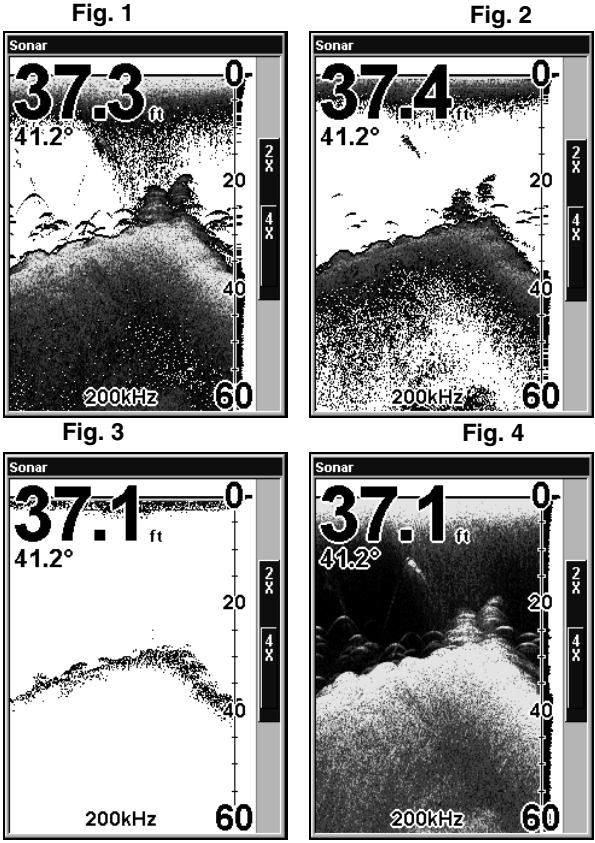 Fig. 1
Fig. 2
Sonar
37.3 ft
41.2°
0
20
40
60
200kHz
2X
4X
Sonar
37.4 ft
41.2°
0
20
40
60
200kHz
2X
4X
Fig. 3
Fig. 4
Sonar
37.1 ft
41.2°
0
20
40
60
200kHz
2X
4X
Sonar
37.1 ft
41.2°
0
20
40
60
200kHz
2X
4X